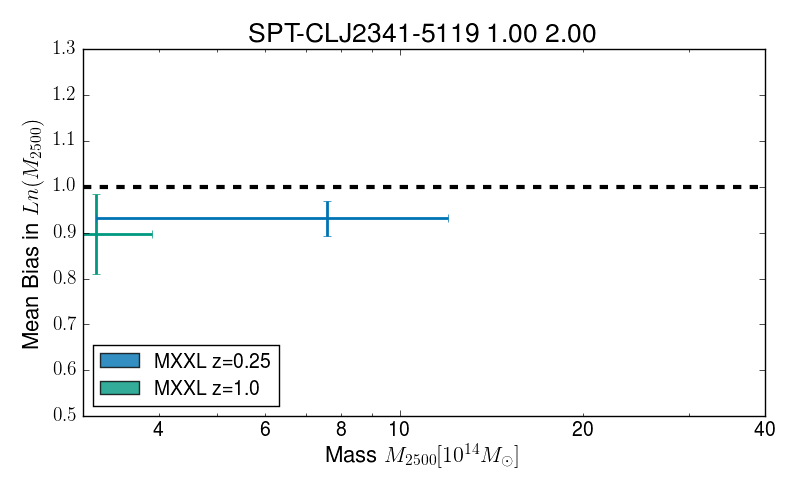 SPT-CLJ2341-5119 1.00 2.00
1.3
1.2
1.1
1.0
0.9
0.8
0.7
0.6
0.5
Mean Bias in Ln(M₂₅₀₀)
MXXL z=0.25
MXXL z=1.0
4 6 8 10 20 40
Mass M₂₅₀₀[10¹⁴M☉]